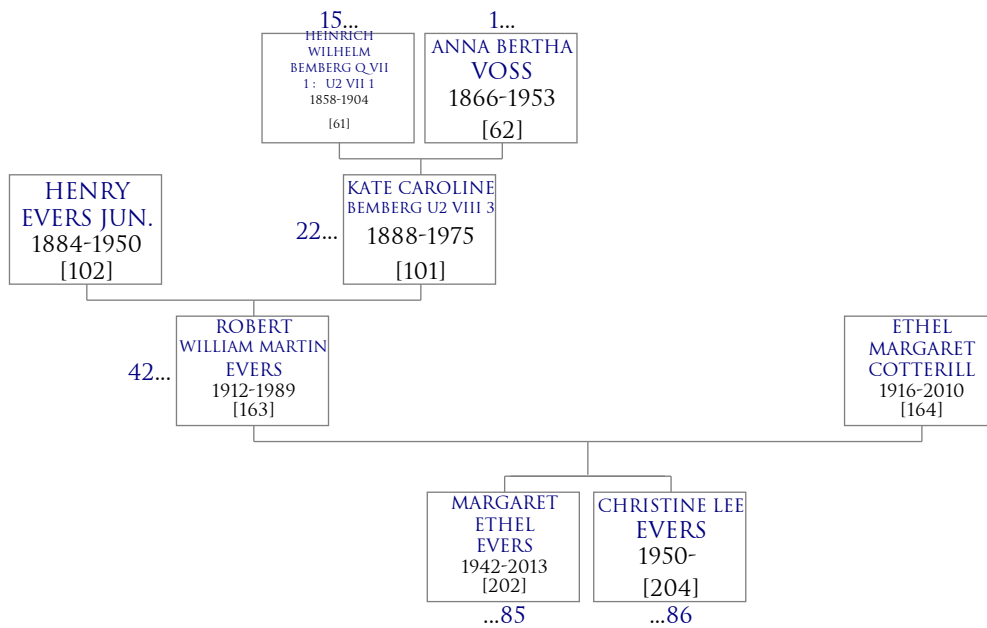 15...
HEINRICH
WILHELM
BEMBERG Q VII
1 : U2 VII 1
1858-1904
[61]
1...
ANNA BERTHA
VOSS
1866-1953
[62]
HENRY
EVERS JUN.
1884-1950
[102]
22...
KATE CAROLINE
BEMBERG U2 VIII 3
1888-1975
[101]
42...
ROBERT
WILLIAM MARTIN
EVERS
1912-1989
[163]
ETHEL
MARGARET
COTTERILL
1916-2010
[164]
MARGARET
ETHEL
EVERS
1942-2013
[202]
...85
CHRISTINE LEE
EVERS
1950-
[204]
...86